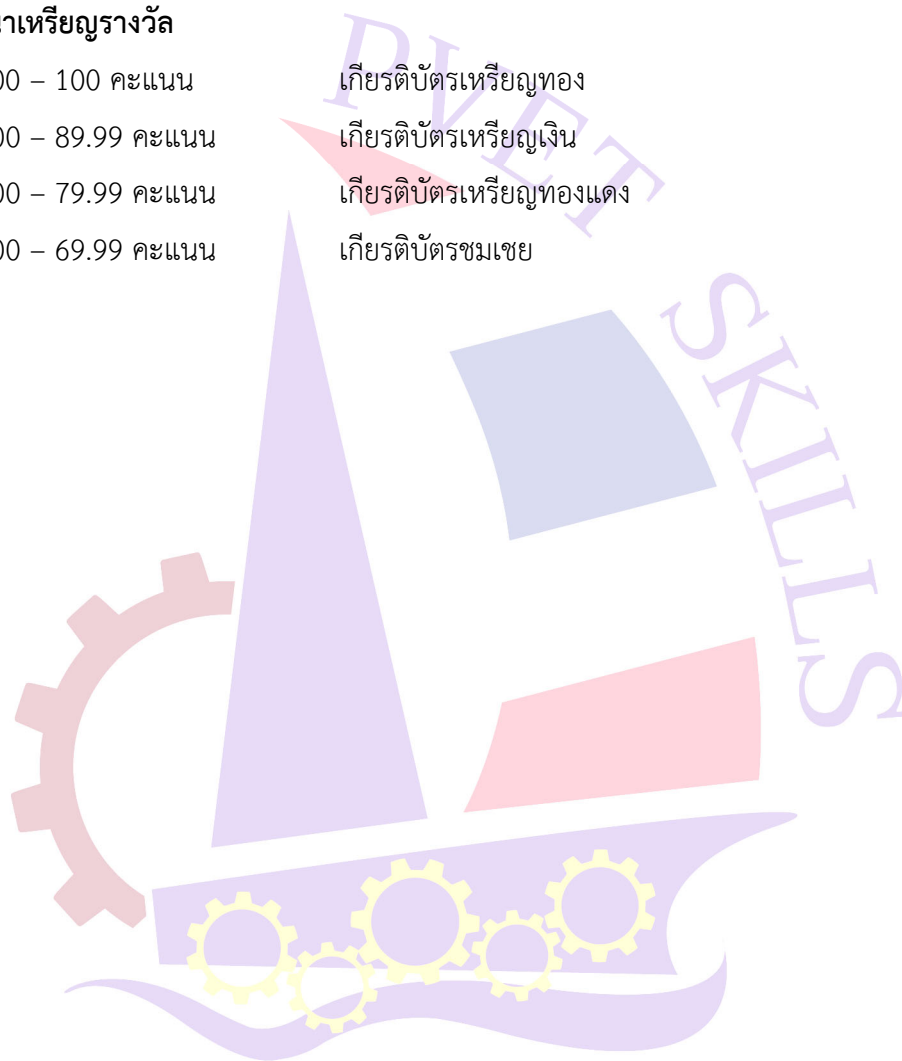 าเหรียญรางวัล
00 – 100 คะแนน เกียรติบัตรเหรียญทอง
00 – 89.99 คะแนน เกียรติบัตรเหรียญเงิน
00 – 79.99 คะแนน เกียรติบัตรเหรียญทองแดง
00 – 69.99 คะแนน เกียรติบัตรชมเชย
PVET SKILLS